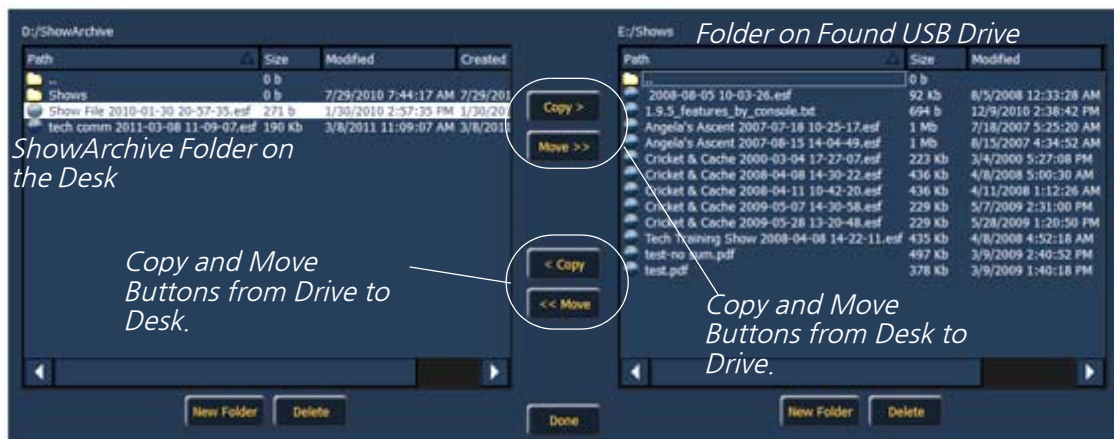 D:/ShowArchive
Path Size Modified Created
.. 0 b
Shows 0 b 7/29/2010 7:44:17 AM 7/29/201
Show File 2010-01-30 20-57-35.esf 271 b 1/30/2010 2:57:35 PM 1/30/20
tech comm 2011-03-08 11-09-07.esf 190 Kb 3/8/2011 11:09:07 AM 3/8/201
ShowArchive Folder on
the Desk
Copy and Move
Buttons from Drive to
Desk.
New Folder Delete
Copy >
Move >>
< Copy
<< Move
Done
E:/Shows
Folder on Found USB Drive
Path Size Modified
.. 0 b
2008-08-05 10-03-26.esf 92 Kb 8/5/2008 12:33:28 AM
1.9.5_features_by_console.txt 694 b 12/9/2010 2:38:42 PM
Angela's Ascent 2007-07-18 10-25-17.esf 1 Mb 7/18/2007 5:25:20 AM
Angela's Ascent 2007-08-15 14-04-49.esf 1 Mb 8/15/2007 4:34:52 AM
Cricket & Cache 2000-03-04 17-27-07.esf 223 Kb 3/4/2000 5:27:08 PM
Cricket & Cache 2008-04-08 14-30-22.esf 436 Kb 4/8/2008 5:00:30 AM
Cricket & Cache 2008-04-11 10-42-20.esf 436 Kb 4/11/2008 1:12:26 AM
Cricket & Cache 2009-05-07 14-30-58.esf 229 Kb 5/7/2009 2:31:00 PM
Cricket & Cache 2009-05-28 13-20-48.esf 229 Kb 5/28/2009 1:20:50 PM
Tech Training Show 2008-04-08 14-22-11.esf 435 Kb 4/8/2008 4:52:18 AM
test-no sum.pdf 497 Kb 3/9/2009 2:40:52 PM
test.pdf 378 Kb 3/9/2009 1:40:18 PM
Copy and Move
Buttons from Desk to
Drive.
New Folder Delete